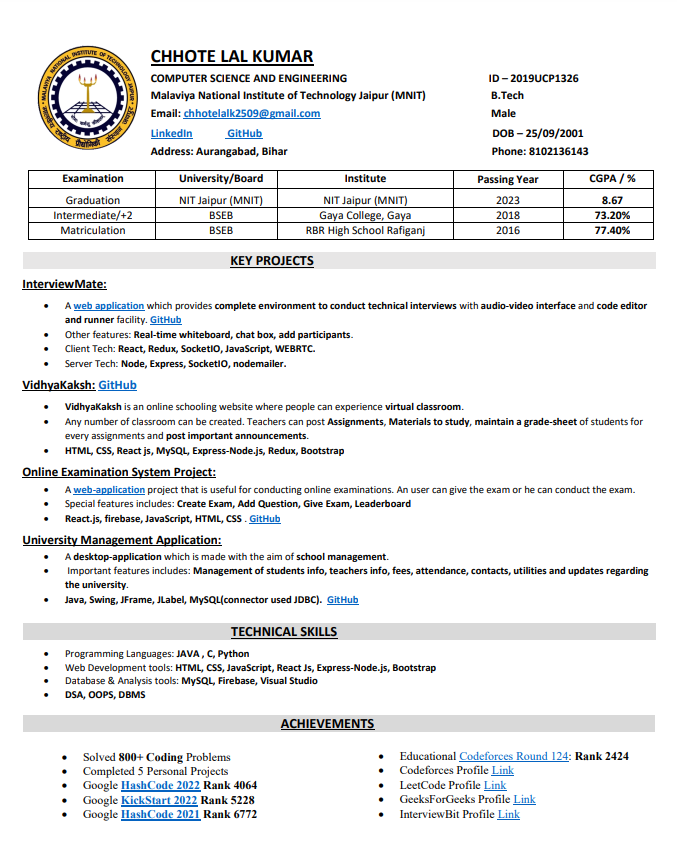 MALAVIYA NATIONAL INSTITUTE OF TECHNOLOGY JAIPUR
CHHOTE LAL KUMAR
COMPUTER SCIENCE AND ENGINEERING ID – 2019UCP1326
Malaviya National Institute of Technology Jaipur (MNIT) B.Tech
Email: chhotelalk2509@gmail.com Male
LinkedIn GitHub DOB – 25/09/2001
Address: Aurangabad, Bihar Phone: 8102136143
Examination University/Board Institute Passing Year CGPA / %
Graduation NIT Jaipur (MNIT) NIT Jaipur (MNIT) 2023 8.67
Intermediate/+2 BSEB Gaya College, Gaya 2018 73.20%
Matriculation BSEB RBR High School Rafiganj 2016 77.40%
KEY PROJECTS
InterviewMate:
• A web application which provides complete environment to conduct technical interviews with audio-video interface and code editor
and runner facility. GitHub
• Other features: Real-time whiteboard, chat box, add participants.
• Client Tech: React, Redux, SocketIO, JavaScript, WEBRTC.
• Server Tech: Node, Express, SocketIO, nodemailer.
VidhyaKaksh: GitHub
• VidhyaKaksh is an online schooling website where people can experience virtual classroom.
• Any number of classroom can be created. Teachers can post Assignments, Materials to study, maintain a grade-sheet of students for
every assignments and post important announcements.
• HTML, CSS, React js, MySQL, Express-Node.js, Redux, Bootstrap
Online Examination System Project:
• A web-application project that is useful for conducting online examinations. An user can give the exam or he can conduct the exam.
• Special features includes: Create Exam, Add Question, Give Exam, Leaderboard
• React.js, firebase, JavaScript, HTML, CSS . GitHub
University Management Application:
• A desktop-application which is made with the aim of school management.
• Important features includes: Management of students info, teachers info, fees, attendance, contacts, utilities and updates regarding
the university.
• Java, Swing, JFrame, JLabel, MySQL(connector used JDBC). GitHub
TECHNICAL SKILLS
• Programming Languages: JAVA , C, Python
• Web Development tools: HTML, CSS, JavaScript, React Js, Express-Node.js, Bootstrap
• Database & Analysis tools: MySQL, Firebase, Visual Studio
• DSA, OOPS, DBMS
ACHIEVEMENTS
• Solved 800+ Coding Problems
• Completed 5 Personal Projects
• Google HashCode 2022 Rank 4064
• Google KickStart 2022 Rank 5228
• Google HashCode 2021 Rank 6772
• Educational Codeforces Round 124: Rank 2424
• Codeforces Profile Link
• LeetCode Profile Link
• GeeksForGeeks Profile Link
• InterviewBit Profile Link